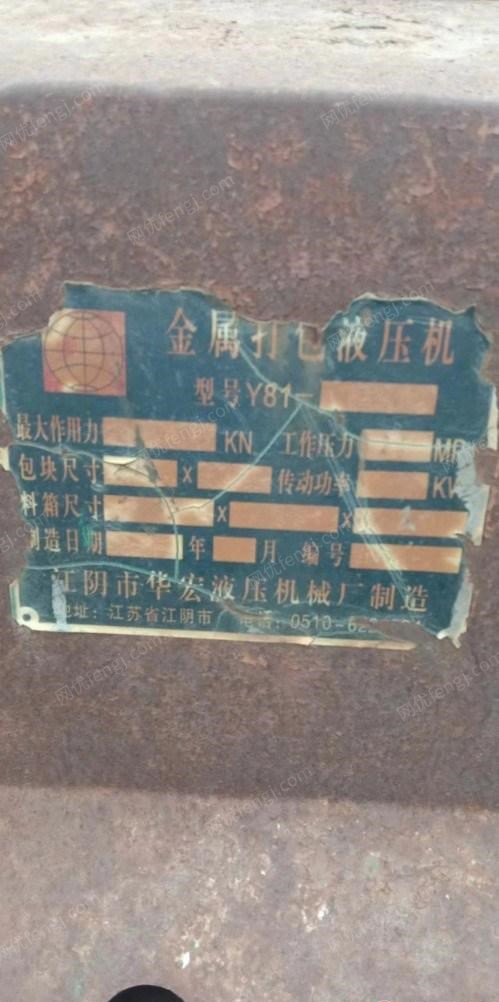 金属打包液压机
型号Y81-
最大作用力 KN 工作压力 MP
包块尺寸 X 传动功率 KW
料箱尺寸 X X
制造日期 年 月 编号
江阴市华宏液压机械厂制造
地址：江苏省江阴市 电话：0510-62